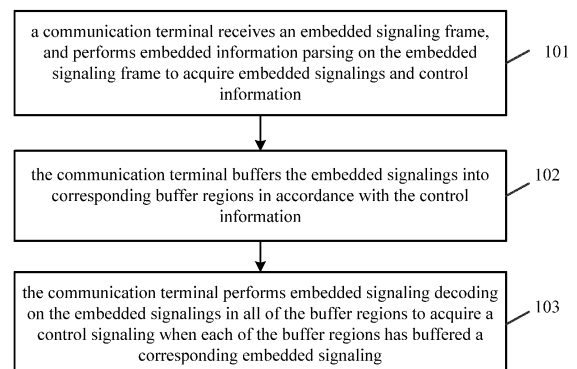 a communication terminal receives an embedded signaling frame,
and performs embedded information parsing on the embedded
signaling frame to acquire embedded signalings and control
information
101
the communication terminal buffers the embedded signalings into
corresponding buffer regions in accordance with the control
information
102
the communication terminal performs embedded signaling decoding
on the embedded signalings in all of the buffer regions to acquire a
control signaling when each of the buffer regions has buffered a
corresponding embedded signaling
103